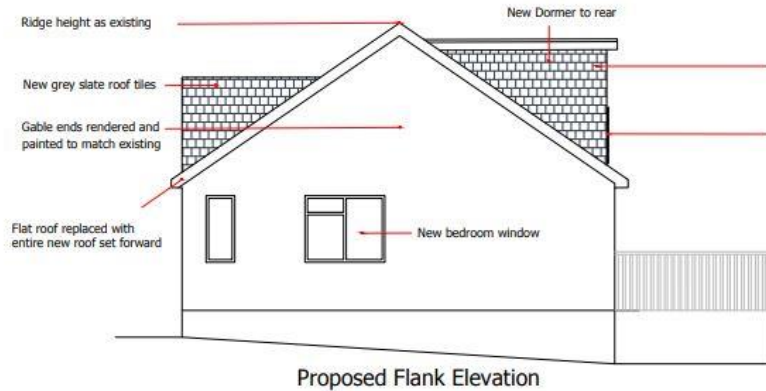 Ridge height as existing
New Dormer to rear
New grey slate roof tiles
Gable ends rendered and
painted to match existing
Flat roof replaced with
entire new roof set forward
New bedroom window
Proposed Flank Elevation